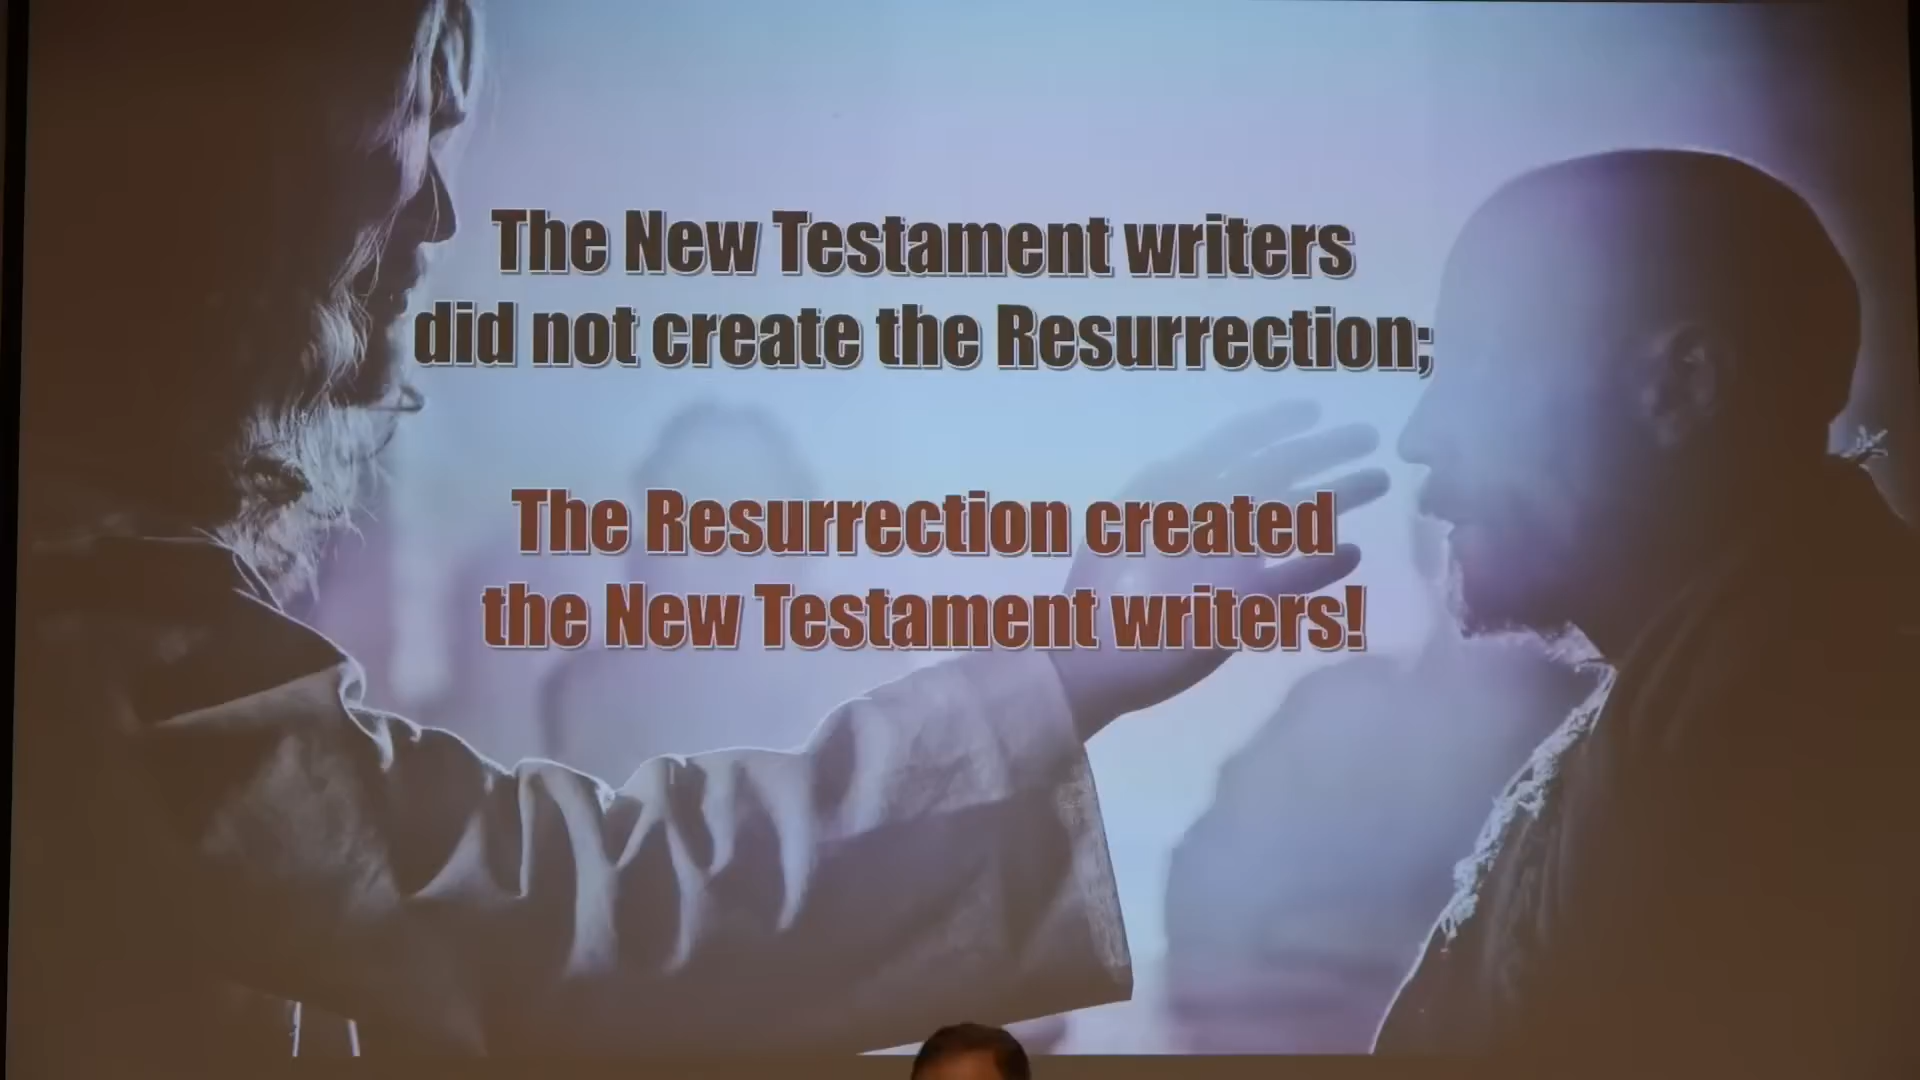 The New Testament writers
did not create the Resurrection;
The Resurrection created
the New Testament writers!